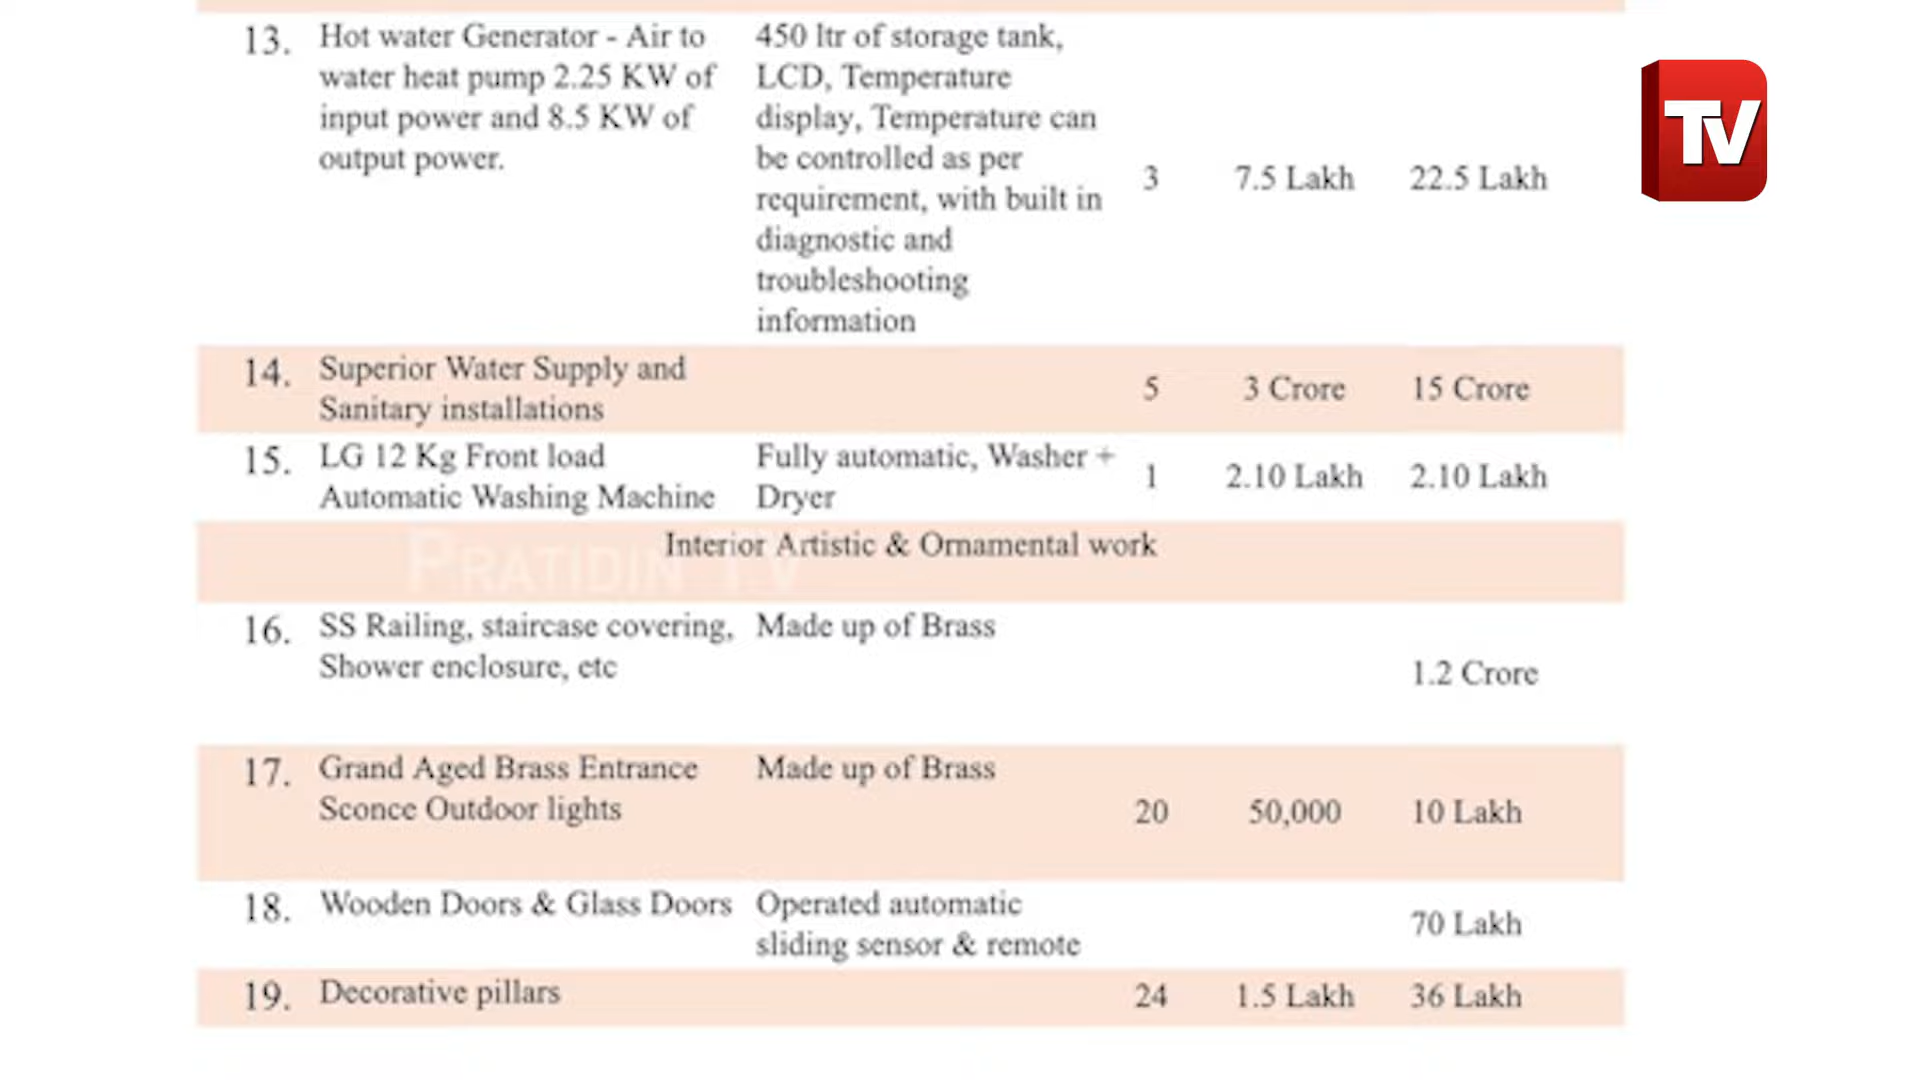 13. Hot water Generator - Air to
water heat pump 2.25 KW of
input power and 8.5 KW of
output power.
450 ltr of storage tank,
LCD, Temperature
display, Temperature can
be controlled as per
requirement, with built in
diagnostic and
troubleshooting
information
3 7.5 Lakh 22.5 Lakh
TV
14. Superior Water Supply and
Sanitary installations
5 3 Crore 15 Crore
15. LG 12 Kg Front load
Automatic Washing Machine
Fully automatic, Washer +
Dryer
1 2.10 Lakh 2.10 Lakh
Interior Artistic & Ornamental work
PRATIDIN TV
16. SS Railing, staircase covering,
Shower enclosure, etc
Made up of Brass
1.2 Crore
17. Grand Aged Brass Entrance
Sconce Outdoor lights
Made up of Brass
20 50,000 10 Lakh
18. Wooden Doors & Glass Doors
Operated automatic
sliding sensor & remote
70 Lakh
19. Decorative pillars
24 1.5 Lakh 36 Lakh